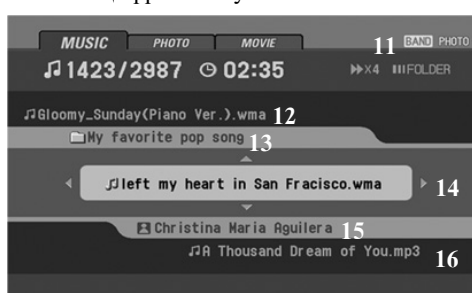 MUSIC PHOTO MOVIE 11 BAND PHOTO
1423/2987 02:35 ▶▶X4 FOLDER
Gloomy_Sunday(Piano Ver.).wma 12
My favorite pop song 13
left my heart in San Fracisco.wma 14
Christina Maria Aguilera 15
A Thousand Dream of You.mp3 16